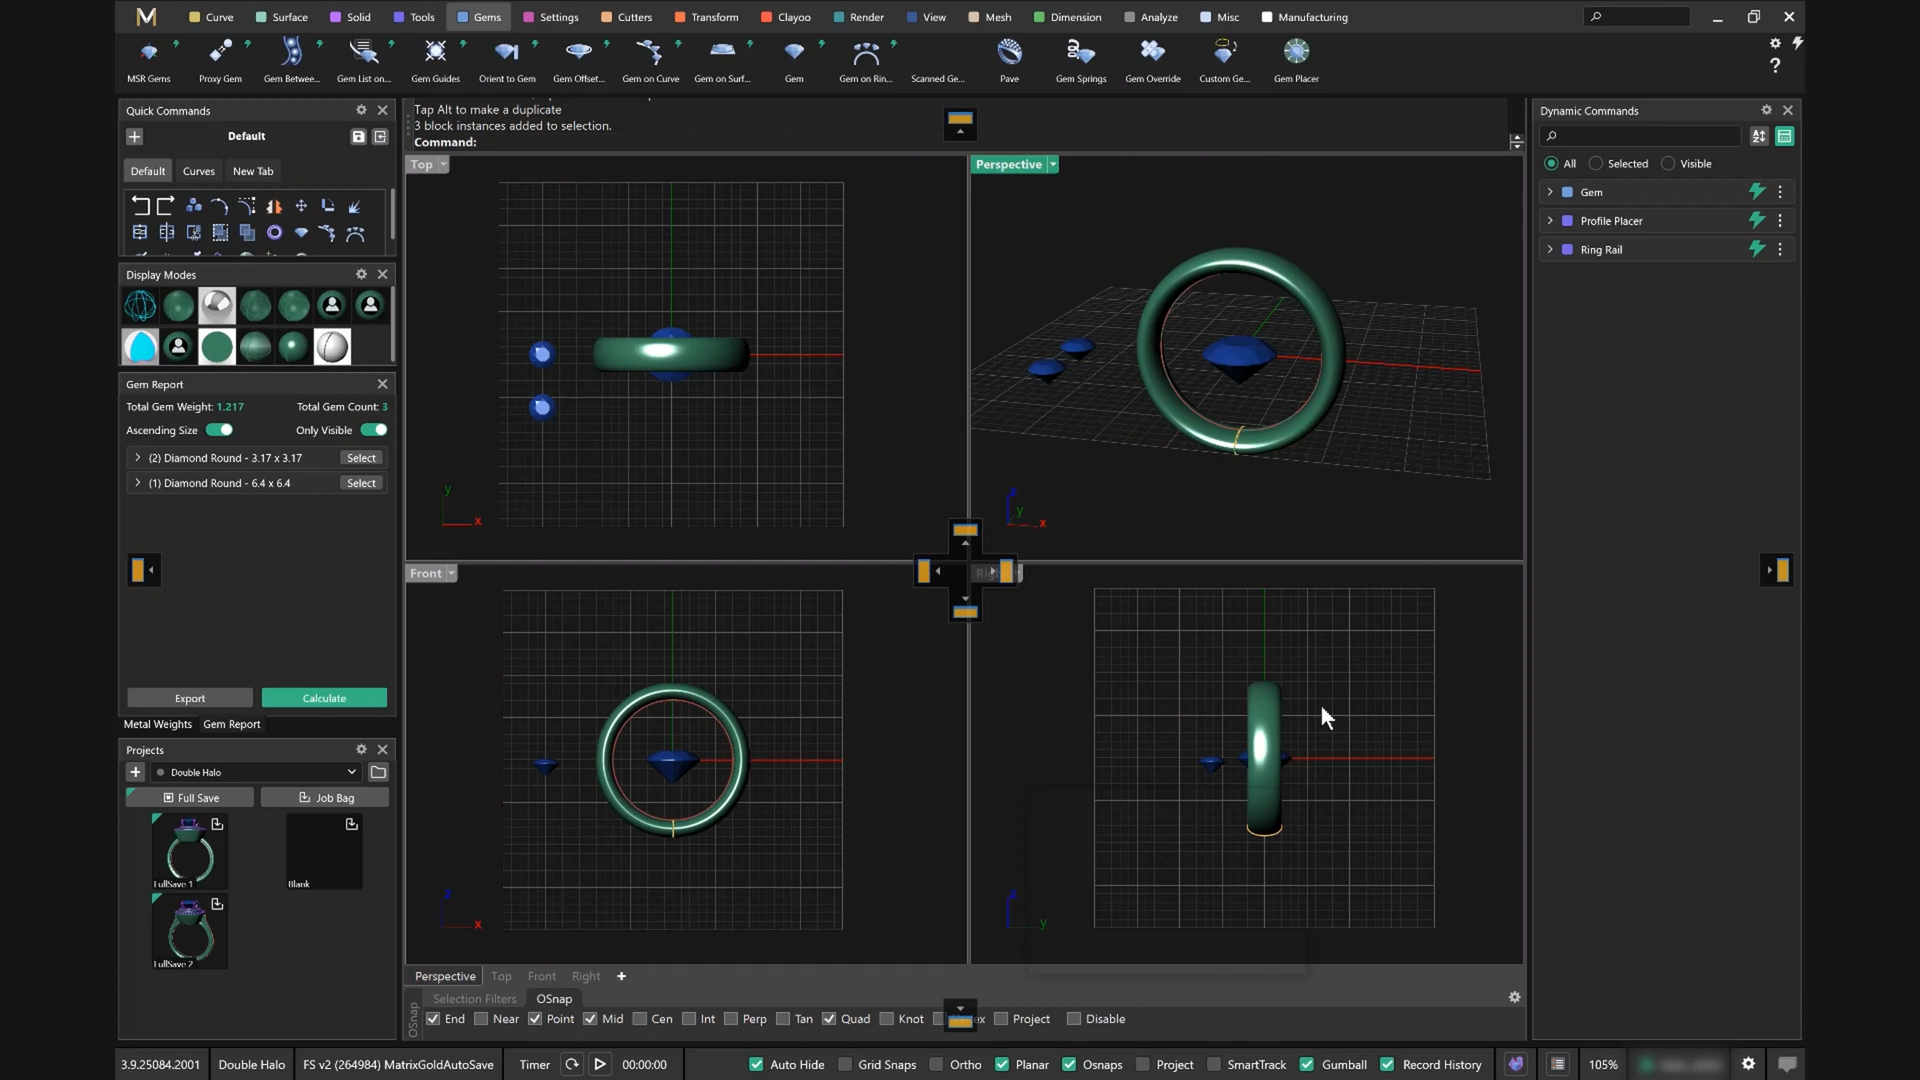 Curve Surface Solid Tools Gems Settings Cutters Transform Clayoo Render View Mesh Dimension Analyze Misc Manufacturing
MSR Gems Proxy Gem Gem Betwee... Gem List on... Gem Guides Orient to Gem Gem Offset... Gem on Curve Gem on Surf... Gem Gem on Rin... Scanned Ge... Pave Gem Springs Gem Override Custom Ge... Gem Placer
Quick Commands
Default
Default Curves New Tab
Display Modes
Gem Report
Total Gem Weight: 1.217 Total Gem Count: 3
Ascending Size Only Visible
(2) Diamond Round - 3.17 x 3.17 Select
(1) Diamond Round - 6.4 x 6.4 Select
Export Calculate
Metal Weights Gem Report
Projects
Double Halo
Full Save Job Bag
FullSave 1 Blank
FullSave 2
Tap Alt to make a duplicate
3 block instances added to selection.
Command:
Top
Perspective
y
x
z
y
x
Front
Right
z
x
z
y
Perspective Top Front Right
Selection Filters OSnap
OSnap
End Near Point Mid Cen Int Perp Tan Quad Knot Project Disable
Dynamic Commands
All Selected Visible
Gem
Profile Placer
Ring Rail
3.9.25084.2001 Double Halo FS v2 (264984) MatrixGoldAutoSave Timer 00:00:00 Auto Hide Grid Snaps Ortho Planar Osnaps Project SmartTrack Gumball Record History 105%